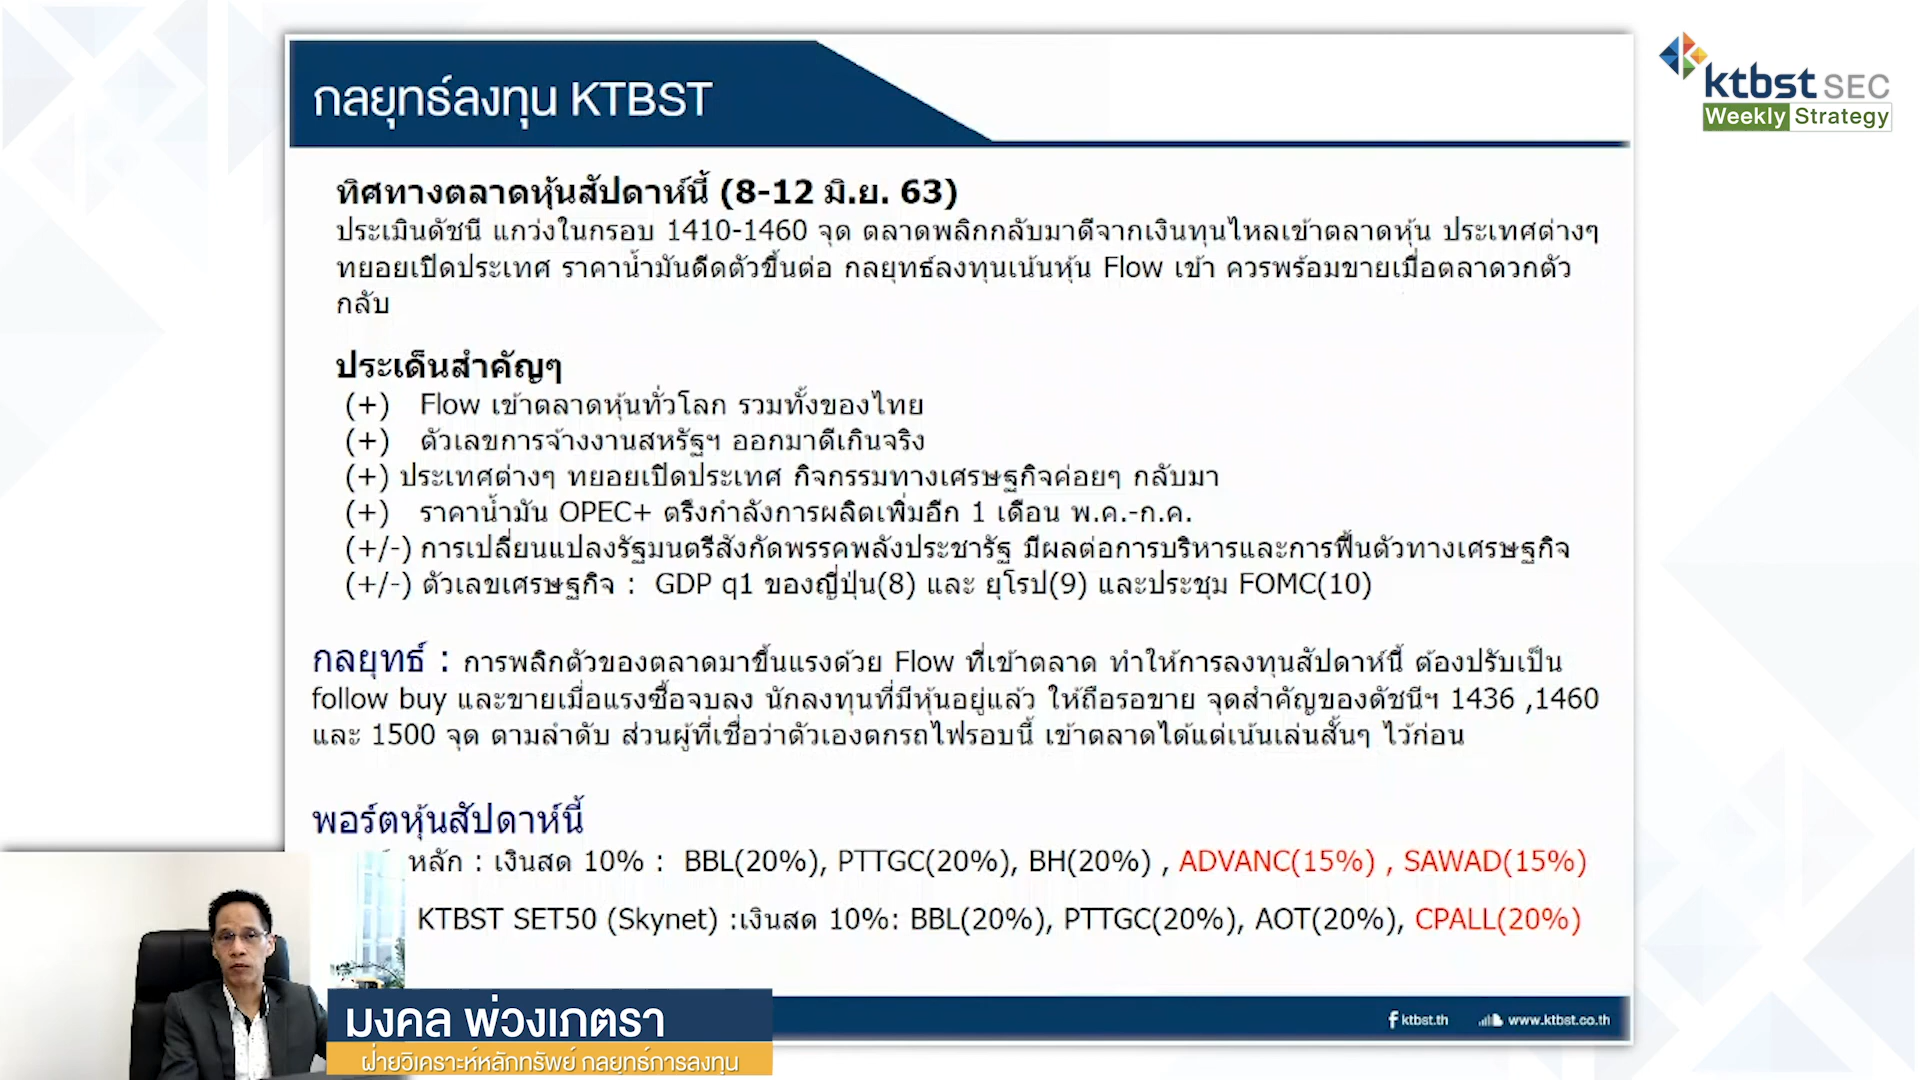 กลยุทธ์ลงทุน KTBST
ktbst SEC
Weekly Strategy
ทิศทางตลาดหุ้นสัปดาห์นี้ (8-12 มิ.ย. 63)
ประเมินดัชนี แกว่งในกรอบ 1410-1460 จุด ตลาดพลิกกลับมาดีจากเงินทุนไหลเข้าตลาดหุ้น ประเทศต่างๆ
ทยอยเปิดประเทศ ราคาน้ำมันดีดตัวขึ้นต่อ กลยุทธ์ลงทุนเน้นหุ้น Flow เข้า ควรพร้อมขายเมื่อตลาดวกตัว
กลับ
ประเด็นสำคัญๆ
(+) Flow เข้าตลาดหุ้นทั่วโลก รวมทั้งของไทย
(+) ตัวเลขการจ้างงานสหรัฐฯ ออกมาดีเกินจริง
(+) ประเทศต่างๆ ทยอยเปิดประเทศ กิจกรรมทางเศรษฐกิจค่อยๆ กลับมา
(+) ราคาน้ำมัน OPEC+ ตรึงกำลังการผลิตเพิ่มอีก 1 เดือน พ.ค.-ก.ค.
(+/-) การเปลี่ยนแปลงรัฐมนตรีสังกัดพรรคพลังประชารัฐ มีผลต่อการบริหารและการฟื้นตัวทางเศรษฐกิจ
(+/-) ตัวเลขเศรษฐกิจ : GDP q1 ของญี่ปุ่น(8) และ ยุโรป(9) และประชุม FOMC(10)
กลยุทธ์ : การพลิกตัวของตลาดมาขึ้นแรงด้วย Flow ที่เข้าตลาด ทำให้การลงทุนสัปดาห์นี้ ต้องปรับเป็น
follow buy และขายเมื่อแรงซื้อจบลง นักลงทุนที่มีหุ้นอยู่แล้ว ให้ถือรอขาย จุดสำคัญของดัชนีฯ 1436 ,1460
และ 1500 จุด ตามลำดับ ส่วนผู้ที่เชื่อว่าตัวเองตกรถไฟรอบนี้ เข้าตลาดได้แต่เน้นเล่นสั้นๆ ไว้ก่อน
พอร์ตหุ้นสัปดาห์นี้
หลัก : เงินสด 10% : BBL(20%), PTTGC(20%), BH(20%) , ADVANC(15%) , SAWAD(15%)
KTBST SET50 (Skynet) :เงินสด 10%: BBL(20%), PTTGC(20%), AOT(20%), CPALL(20%)
มงคล พ่วงเภตรา
ฝ่ายวิเคราะห์หลักทรัพย์ กลยุทธ์การลงทุน
ktbst.th www.ktbst.co.th